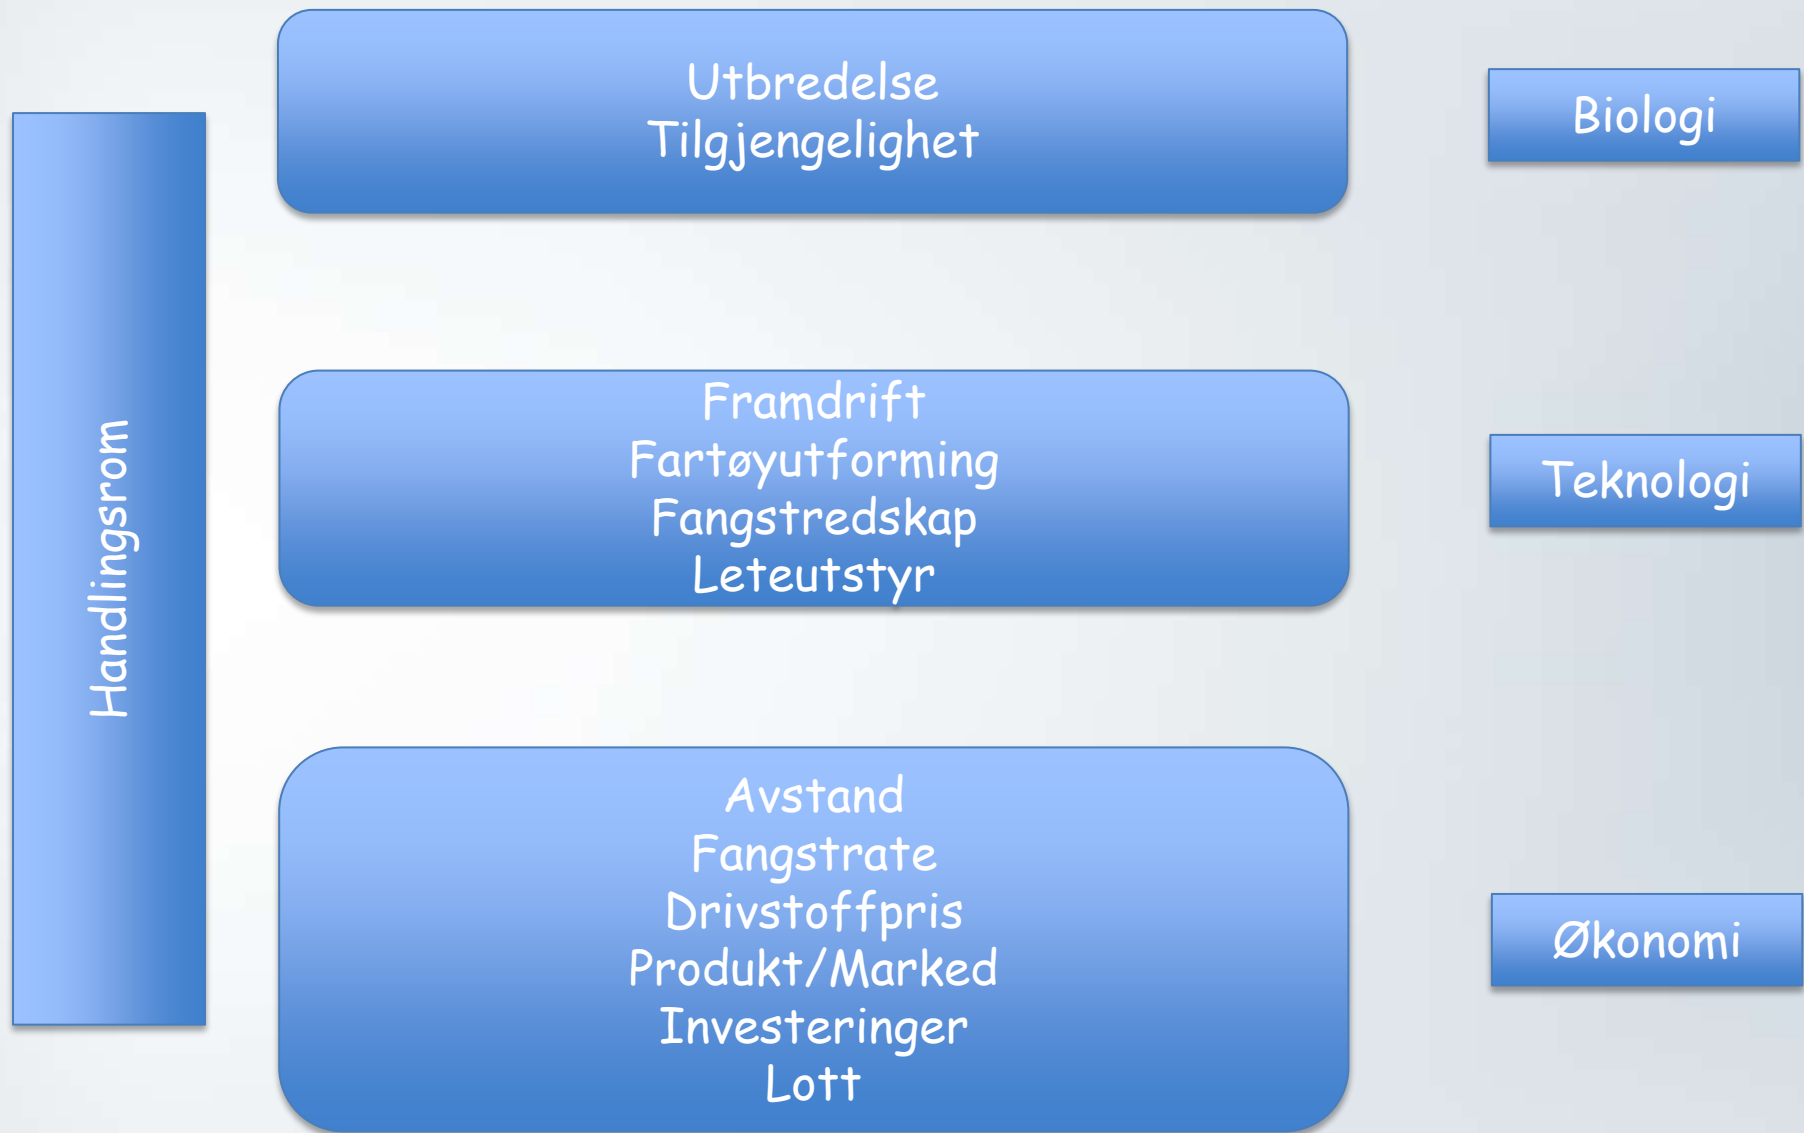 Handlingsrom
Utbredelse
Tilgjengelighet
Biologi
Framdrift
Fartøyutforming
Fangstredskap
Leteutstyr
Teknologi
Avstand
Fangstrate
Drivstoffpris
Produkt/Marked
Investeringer
Lott
Økonomi